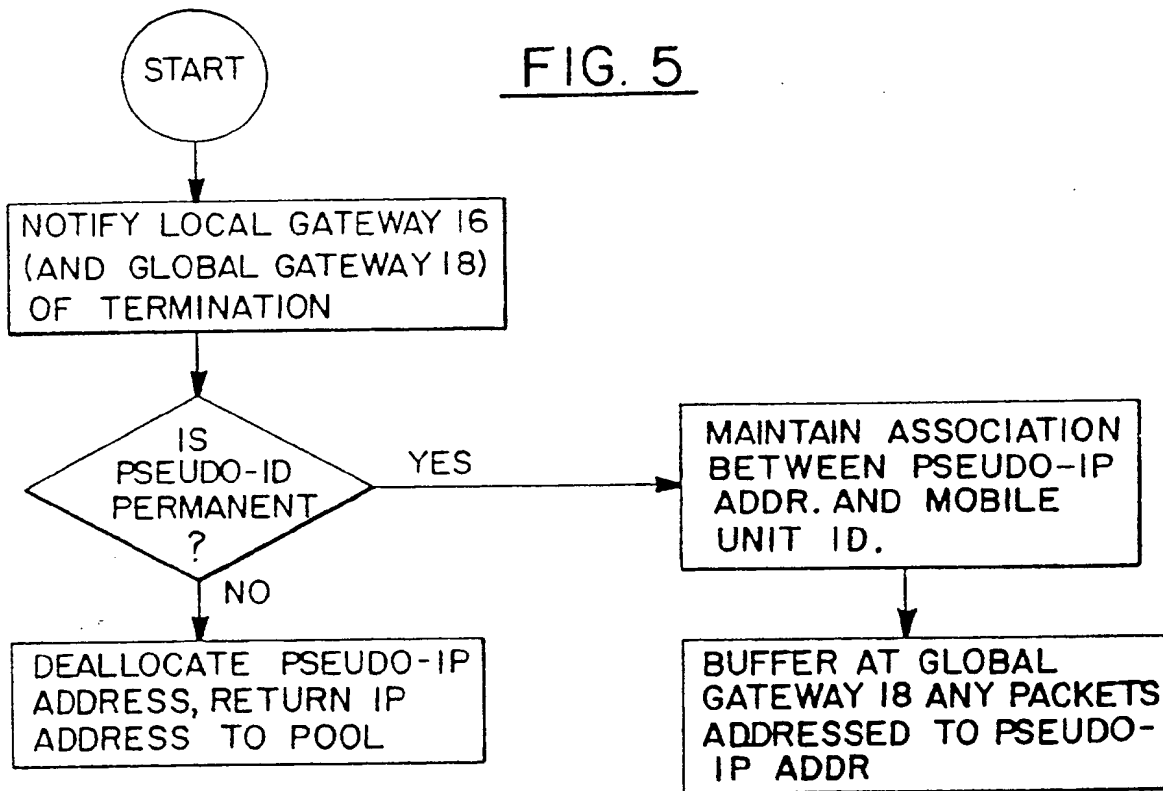 START
FIG. 5
NOTIFY LOCAL GATEWAY 16
(AND GLOBAL GATEWAY 18)
OF TERMINATION
IS
PSEUDO-ID
PERMANENT
?
YES
NO
MAINTAIN ASSOCIATION
BETWEEN PSEUDO-IP
ADDR. AND MOBILE
UNIT ID.
DEALLOCATE PSEUDO-IP
ADDRESS, RETURN IP
ADDRESS TO POOL
BUFFER AT GLOBAL
GATEWAY 18 ANY PACKETS
ADDRESSED TO PSEUDO-
IP ADDR